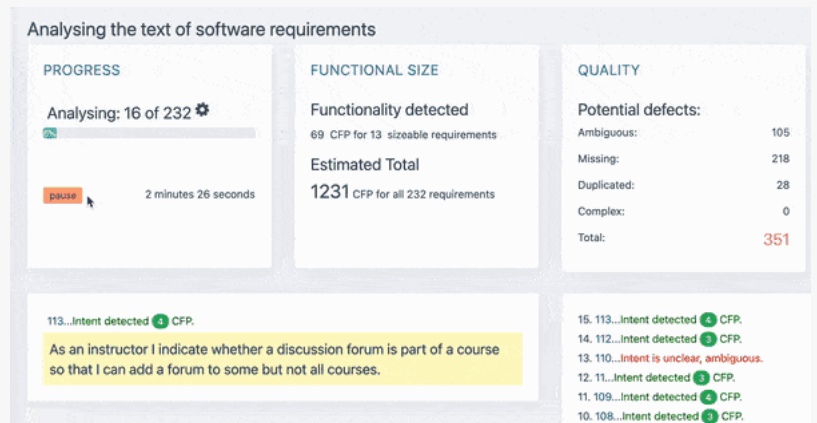 Analysing the text of software requirements
PROGRESS
Analysing: 16 of 232
pause
2 minutes 26 seconds
FUNCTIONAL SIZE
Functionality detected
69 CFP for 13 sizeable requirements
Estimated Total
1231 CFP for all 232 requirements
QUALITY
Potential defects:
Ambiguous: 105
Missing: 218
Duplicated: 28
Complex: 0
Total: 351
113...Intent detected 4 CFP.
As an instructor I indicate whether a discussion forum is part of a course
so that I can add a forum to some but not all courses.
15. 113...Intent detected 4 CFP.
14. 112...Intent detected 3 CFP.
13. 110...Intent is unclear, ambiguous.
12. 11...Intent detected 3 CFP.
11. 109...Intent detected 4 CFP.
10. 108...Intent detected 3 CFP.